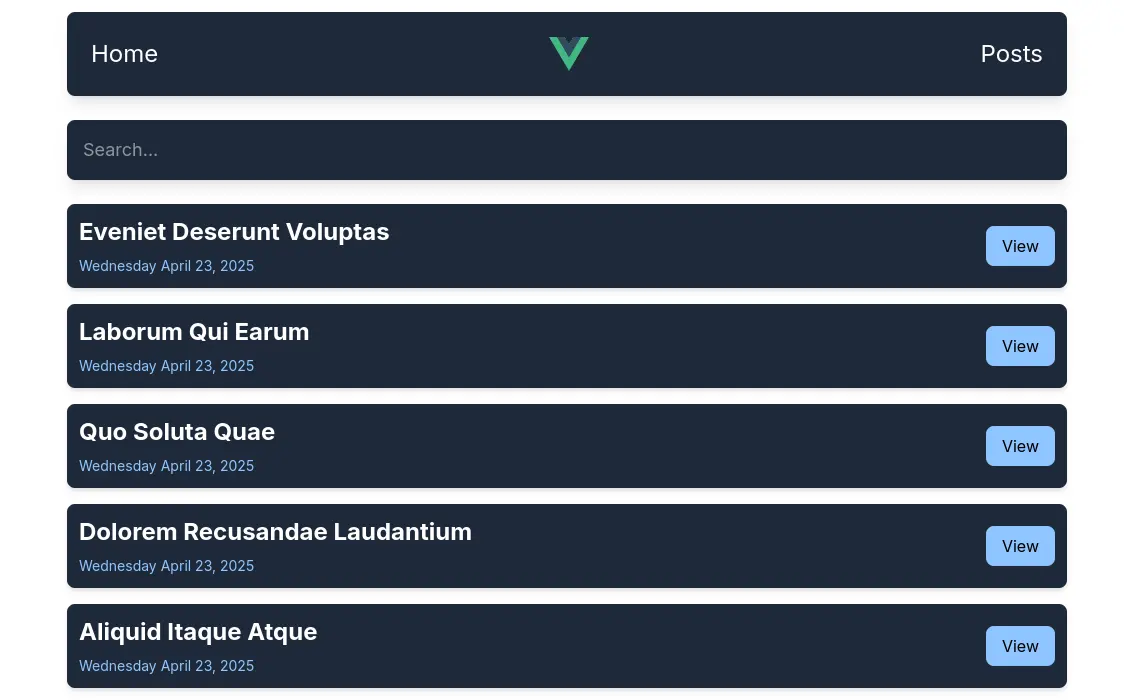 Home
Posts
Search...
Eveniet Deserunt Voluptas
Wednesday April 23, 2025
View
Laborum Qui Earum
Wednesday April 23, 2025
View
Quo Soluta Quae
Wednesday April 23, 2025
View
Dolorem Recusandae Laudantium
Wednesday April 23, 2025
View
Aliquid Itaque Atque
Wednesday April 23, 2025
View